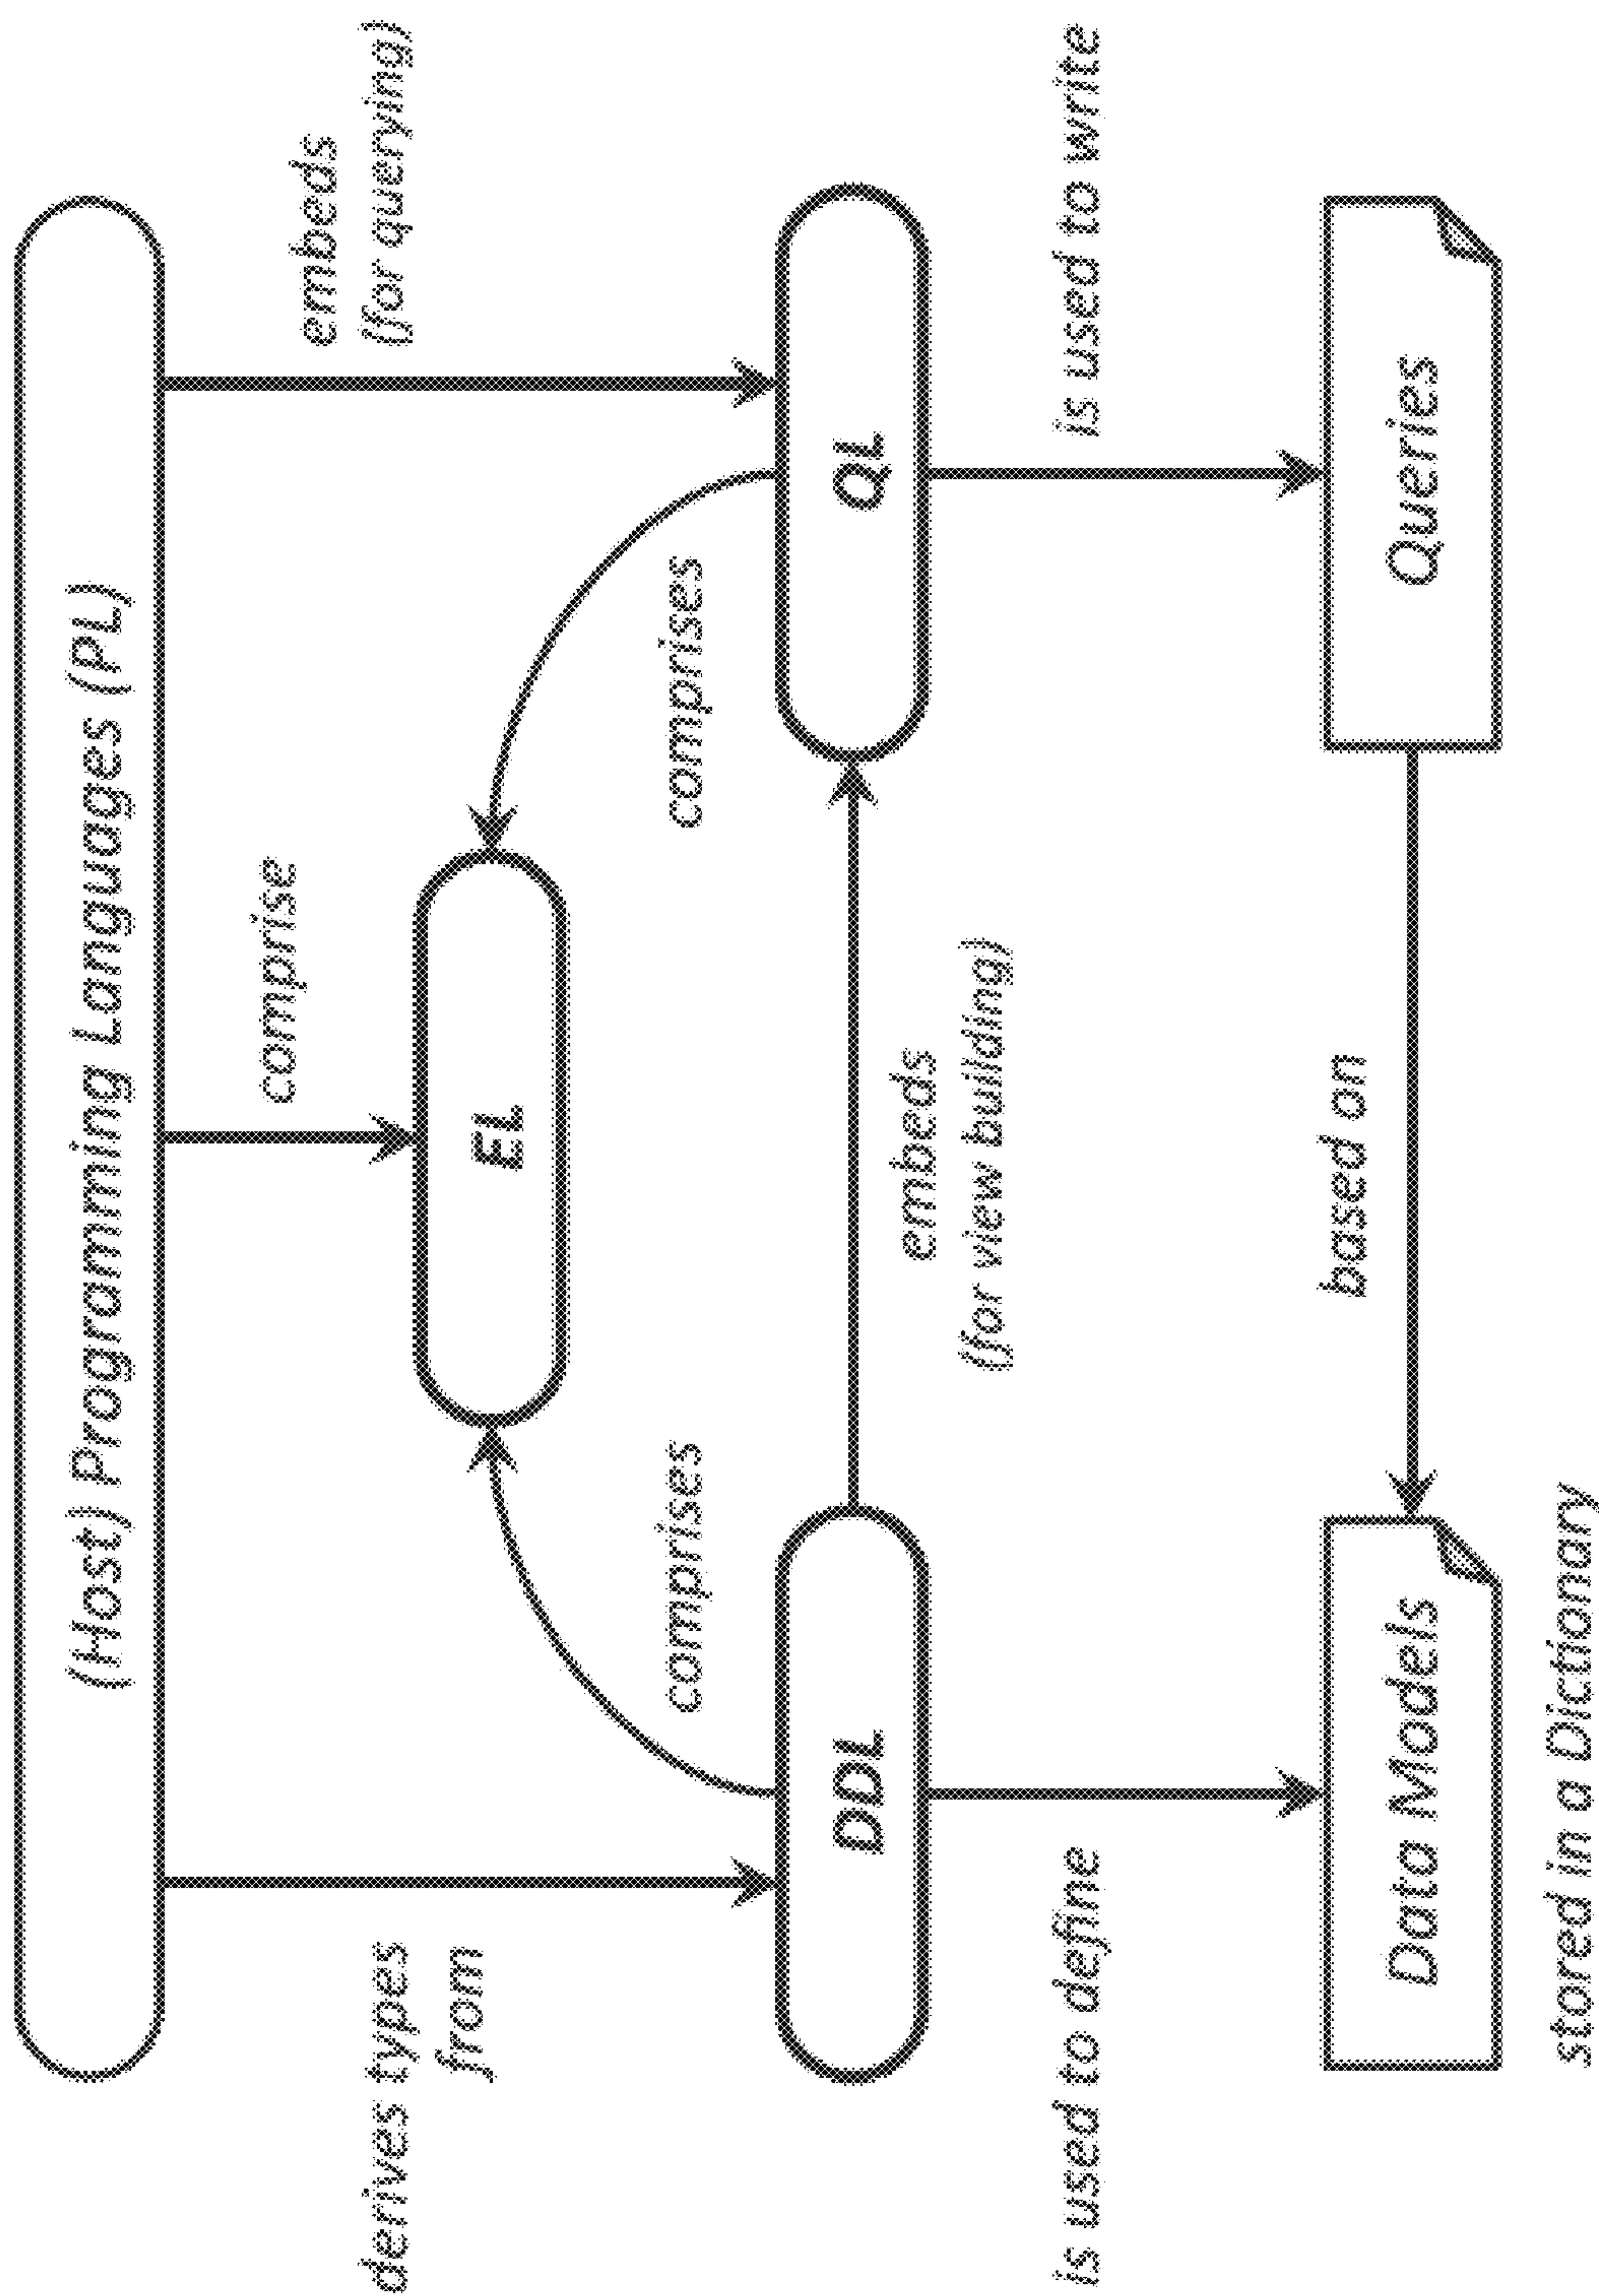 (Host) Programming Languages (PL)
derives types
from
comprise
embeds
(for querying)
EL
comprises
comprises
DDL
QL
embeds
(for view building)
is used to define
is used to write
Data Models
based on
Queries
stored in a Dictionary